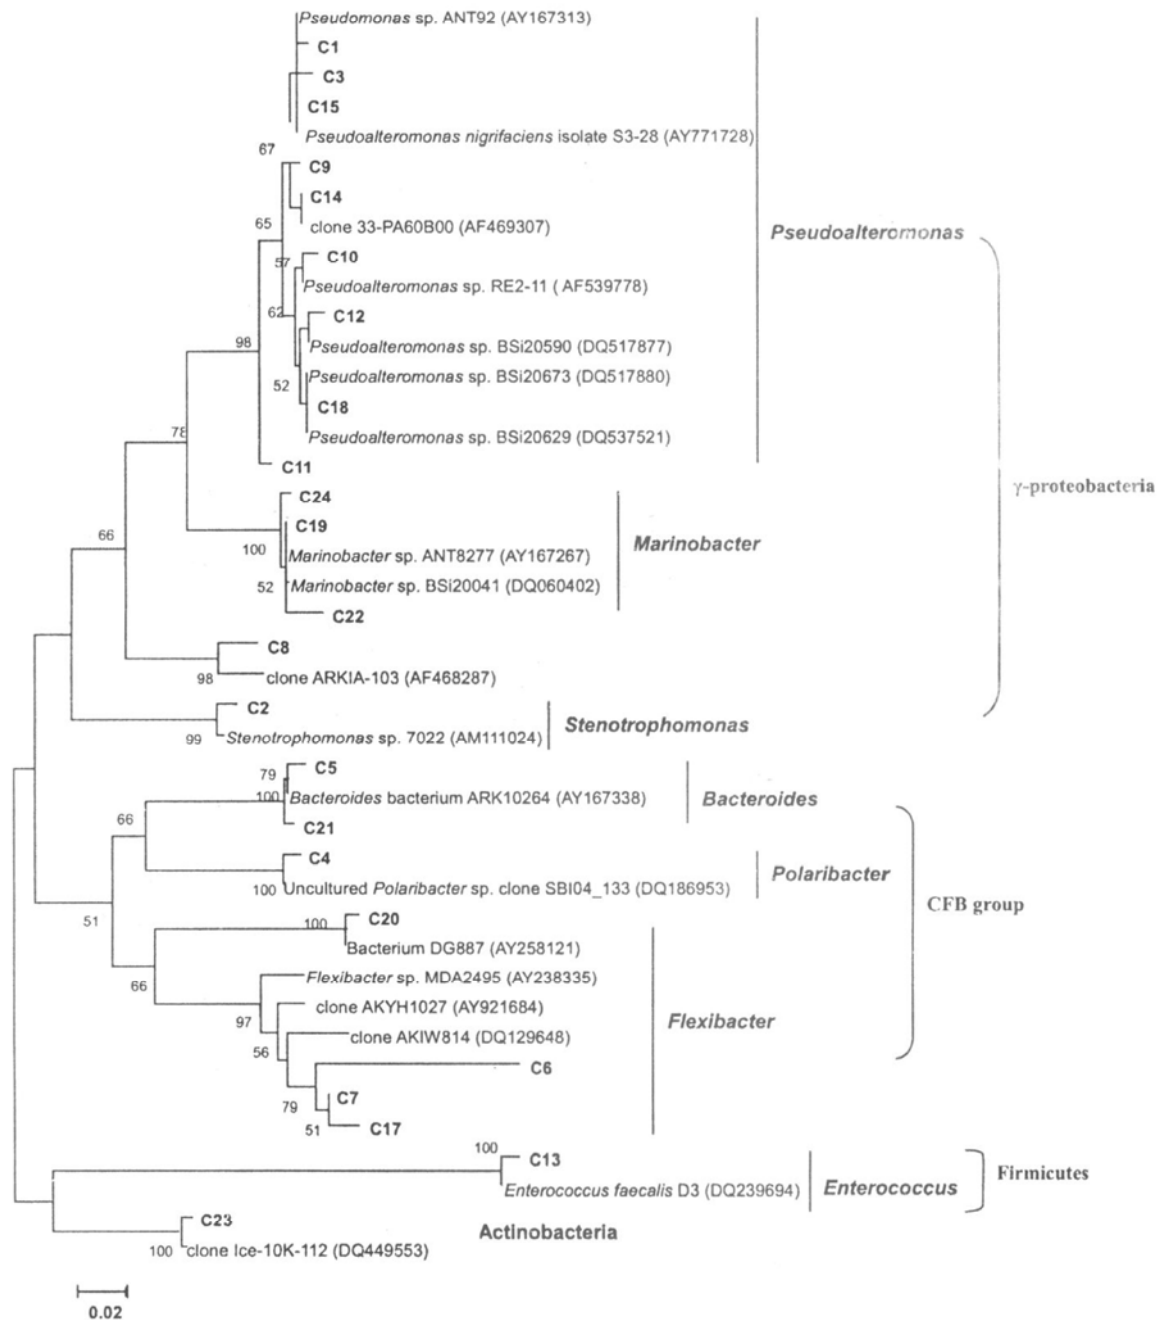 Pseudomonas sp. ANT92 (AY167313)
C1
C3
C15
Pseudoalteromonas nigrifaciens isolate S3-28 (AY771728)
67
C9
C14
65
clone 33-PA60B00 (AF469307)
Pseudoalteromonas
57
C10
Pseudoalteromonas sp. RE2-11 ( AF539778)
62
C12
98
Pseudoalteromonas sp. BSi20590 (DQ517877)
Pseudoalteromonas sp. BSi20673 (DQ517880)
52
C18
78
Pseudoalteromonas sp. BSi20629 (DQ537521)
C11
γ-proteobacteria
C24
C19
66
100
Marinobacter
Marinobacter sp. ANT8277 (AY167267)
52
Marinobacter sp. BSi20041 (DQ060402)
C22
C8
98
clone ARKIA-103 (AF468287)
C2
Stenotrophomonas
99
Stenotrophomonas sp. 7022 (AM111024)
C5
79
100
Bacteroides bacterium ARK10264 (AY167338)
Bacteroides
66
C21
C4
Polaribacter
100
Uncultured Polaribacter sp. clone SBI04_133 (DQ186953)
CFB group
51
100
C20
Bacterium DG887 (AY258121)
66
Flexibacter sp. MDA2495 (AY238335)
clone AKYH1027 (AY921684)
97
Flexibacter
clone AKIW814 (DQ129648)
56
C6
79
C7
51
C17
100
C13
Firmicutes
Enterococcus faecalis D3 (DQ239694)
Enterococcus
C23
Actinobacteria
100
clone Ice-10K-112 (DQ449553)
0.02